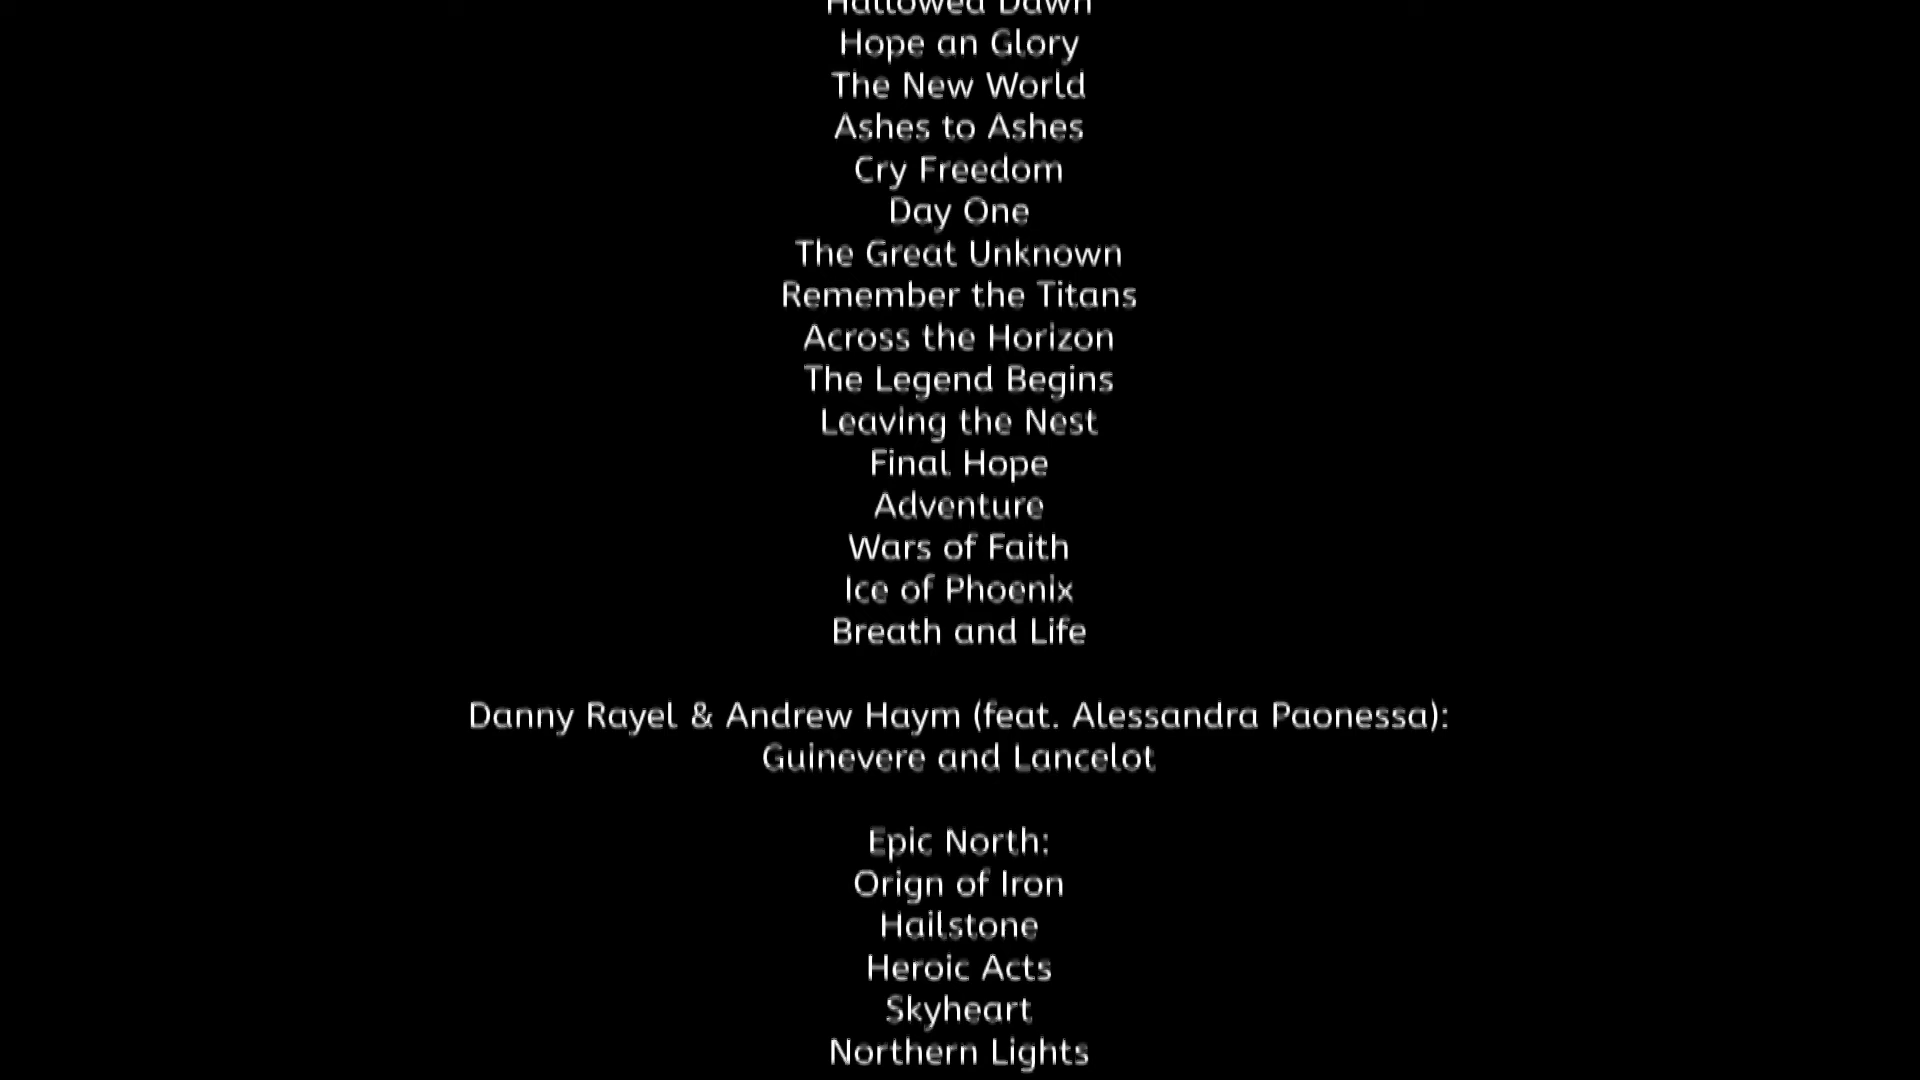 Hallowed Dawn
Hope an Glory
The New World
Ashes to Ashes
Cry Freedom
Day One
The Great Unknown
Remember the Titans
Across the Horizon
The Legend Begins
Leaving the Nest
Final Hope
Adventure
Wars of Faith
Ice of Phoenix
Breath and Life
Danny Rayel & Andrew Haym (feat. Alessandra Paonessa):
Guinevere and Lancelot
Epic North:
Orign of Iron
Hailstone
Heroic Acts
Skyheart
Northern Lights